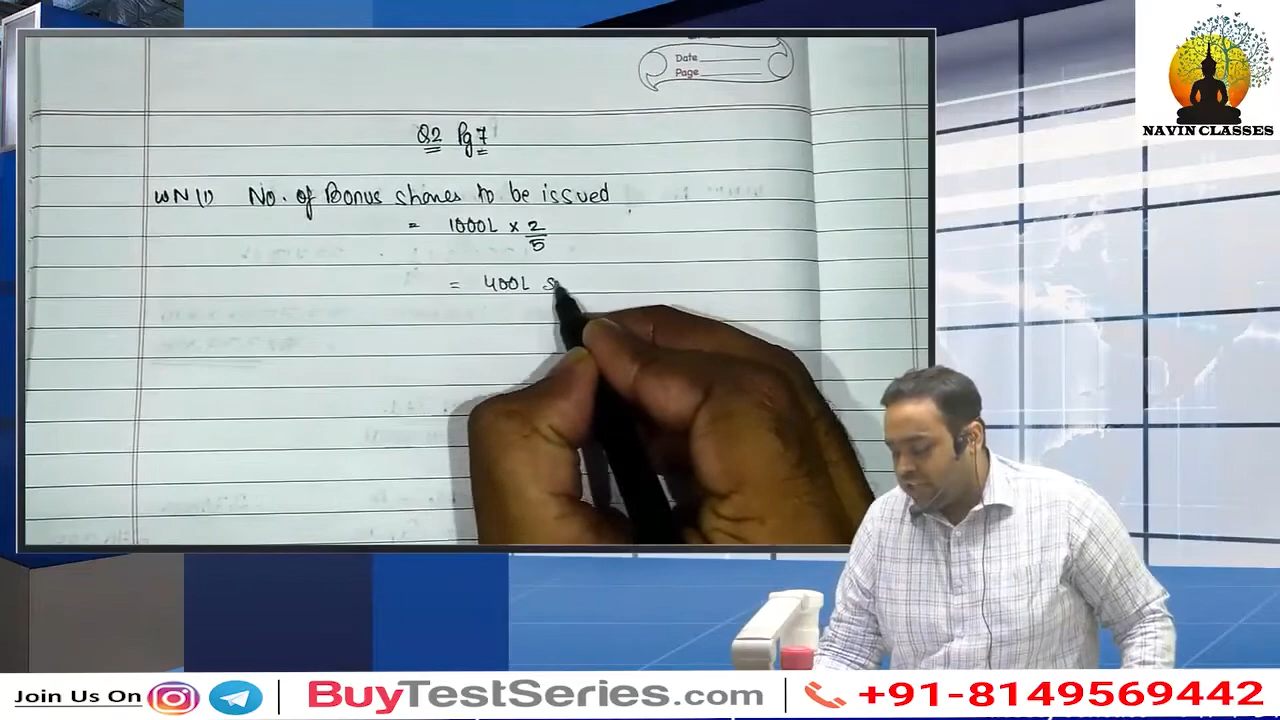 Date
Page
NAVIN CLASSES
Q2 Pg 7
WN 1) No. of Bonus shares to be issued
= 1000L × 2/5
= 400L S
Join Us On
BuyTestSeries.com
+91-8149569442